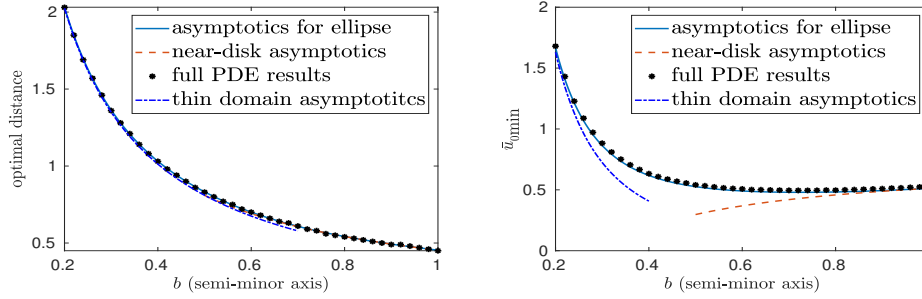 asymptotics for ellipse
near-disk asymptotics
full PDE results
thin domain asymptotitcs
optimal distance
2
1.5
1
0.5
0.2 0.4 0.6 0.8 1
b (semi-minor axis)
asymptotics for ellipse
near-disk asymptotics
full PDE results
thin domain asymptotics
ū0min
2
1.5
1
0.5
0
0.2 0.4 0.6 0.8
b (semi-minor axis)